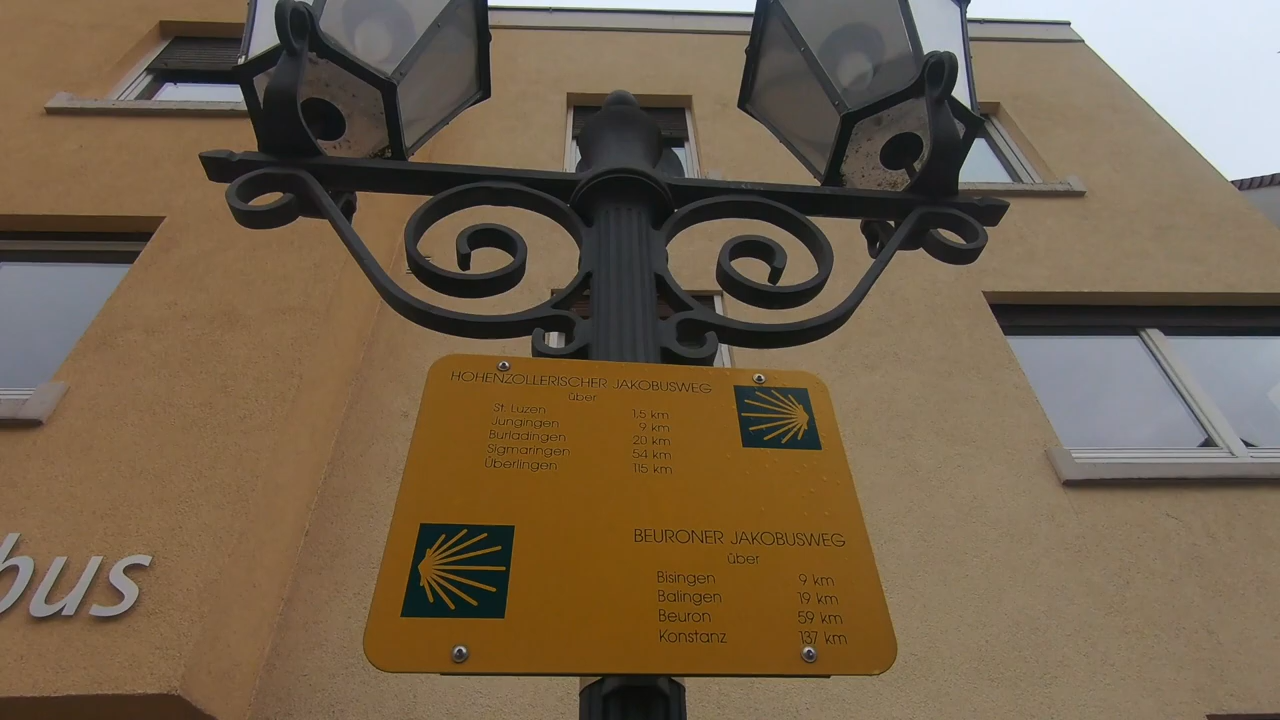 HOHENZOLLERISCHER JAKOBUSWEG
über
St. Luzen 1,5 km
Jungingen 9 km
Burladingen 20 km
Sigmaringen 54 km
Überlingen 115 km
BEURONER JAKOBUSWEG
über
Bisingen 9 km
Balingen 19 km
Beuron 59 km
Konstanz 137 km
bus